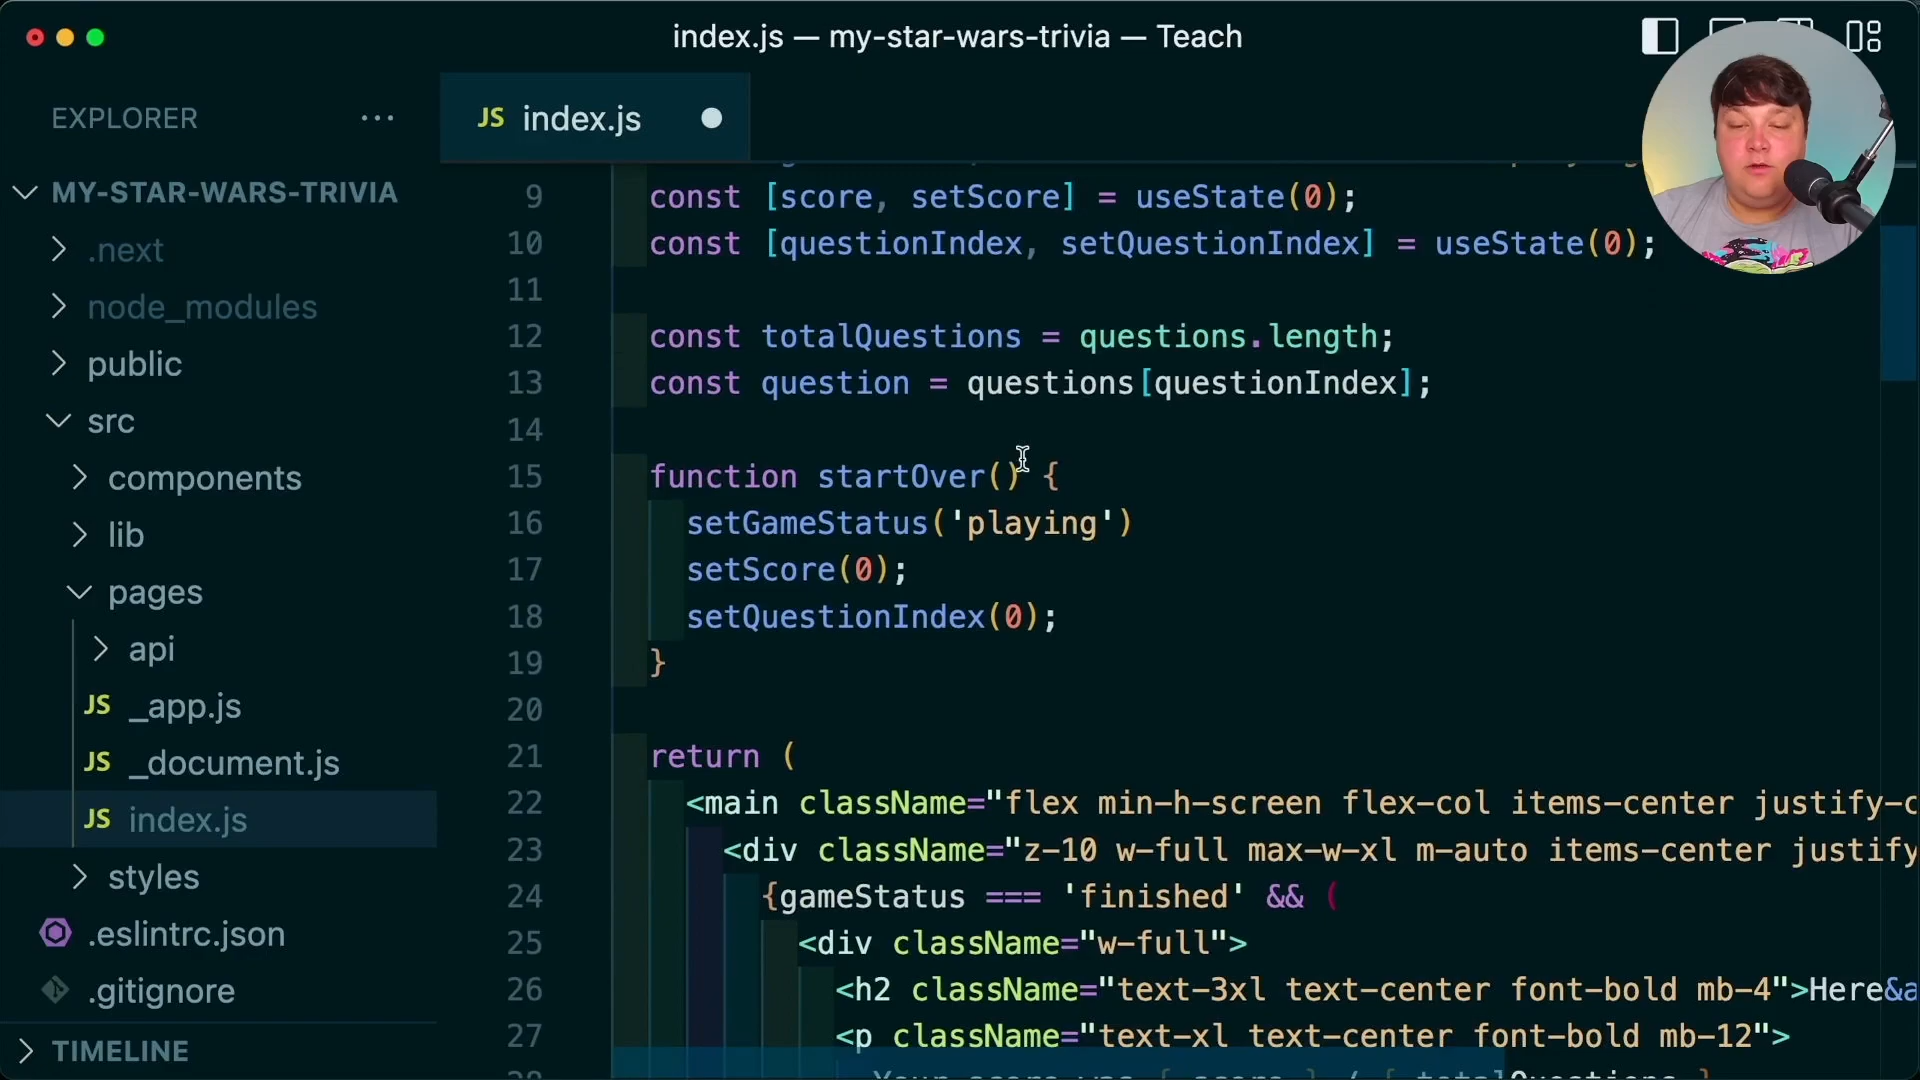 index.js — my-star-wars-trivia — Teach
EXPLORER ...
JS index.js
MY-STAR-WARS-TRIVIA
.next
node_modules
public
src
components
lib
pages
api
JS _app.js
JS _document.js
JS index.js
styles
.eslintrc.json
.gitignore
TIMELINE
9 const [score, setScore] = useState(0);
10 const [questionIndex, setQuestionIndex] = useState(0);
11
12 const totalQuestions = questions.length;
13 const question = questions[questionIndex];
14
15 function startOver() {
16 setGameStatus('playing')
17 setScore(0);
18 setQuestionIndex(0);
19 }
20
21 return (
22 <main className="flex min-h-screen flex-col items-center justify-c
23 <div className="z-10 w-full max-w-xl m-auto items-center justify
24 {gameStatus === 'finished' && (
25 <div className="w-full">
26 <h2 className="text-3xl text-center font-bold mb-4">Here&a
27 <p className="text-xl text-center font-bold mb-12">
28 Your score was { score } / { totalQuestions }